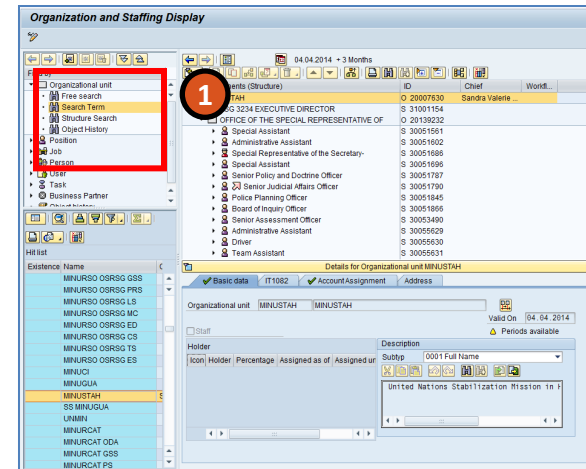 Organization and Staffing Display
04.04.2014 + 3 Months
Organizational unit
Free search
Search Term
Structure Search
Object History
Position
Job
Person
User
Task
Business Partner
1
(Structure) ID Chief Workfl...
O 20007630 Sandra Valerie ...
3234 EXECUTIVE DIRECTOR S 31001154
OFFICE OF THE SPECIAL REPRESENTATIVE OF O 20139232
Special Assistant S 30051561
Administrative Assistant S 30051602
Special Representative of the Secretary- S 30051686
Special Assistant S 30051696
Senior Policy and Doctrine Officer S 30051787
Senior Judicial Affairs Officer S 30051790
Police Planning Officer S 30051845
Board of Inquiry Officer S 30051866
Senior Assessment Officer S 30053490
Administrative Assistant S 30055629
Driver S 30055630
Team Assistant S 30055631
Hit list
Existence Name
MINURSO OSRSG GSS
MINURSO OSRSG PRS
MINURSO OSRSG LS
MINURSO OSRSG MC
MINURSO OSRSG ED
MINURSO OSRSG CS
MINURSO OSRSG TS
MINURSO OSRSG ES
MINUCI
MINUGUA
MINUSTAH S
SS MINUGUA
UNMIN
MINURCAT
MINURCAT ODA
MINURCAT GSS
MINURCAT PS
Details for Organizational unit MINUSTAH
Basic data IT1082 Account Assignment Address
Organizational unit MINUSTAH MINUSTAH
Valid On 04.04.2014
Staff Periods available
Holder
Icon Holder Percentage Assigned as of Assigned un
Description
Subtyp 0001 Full Name
United Nations Stabilization Mission in H